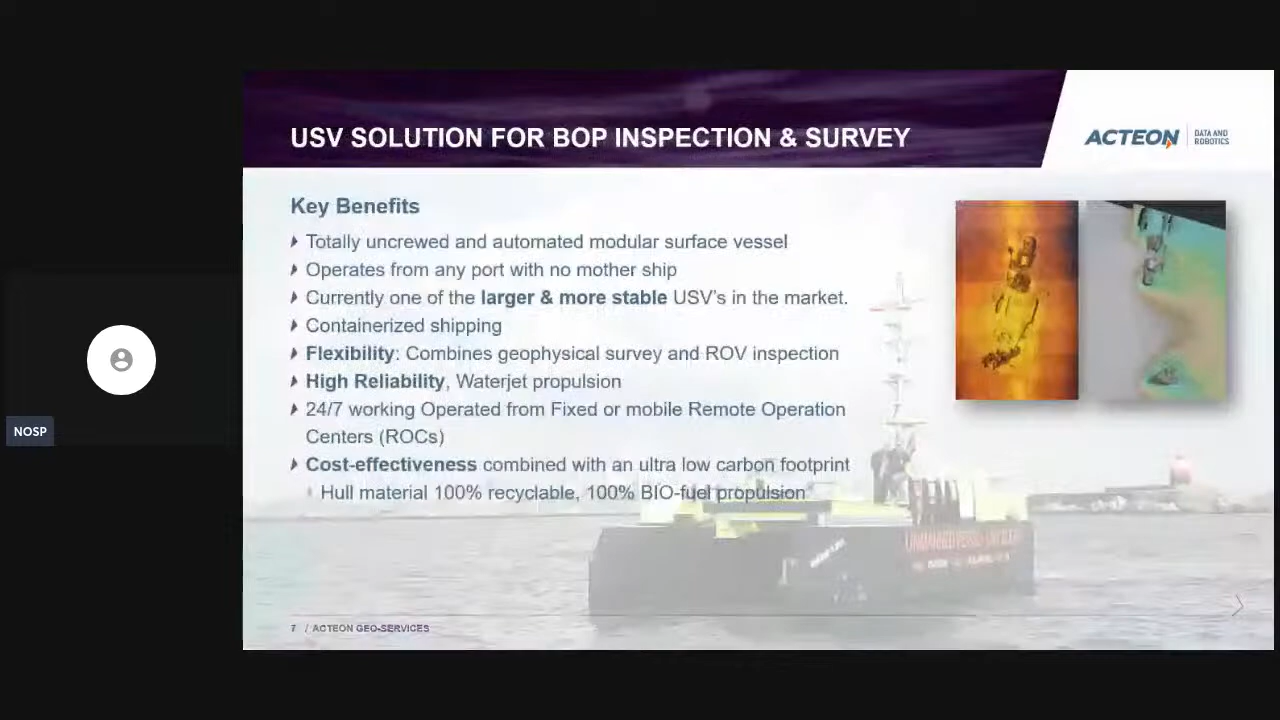 USV SOLUTION FOR BOP INSPECTION & SURVEY
ACTEON
DATA AND
ROBOTICS
Key Benefits
Totally uncrewed and automated modular surface vessel
Operates from any port with no mother ship
Currently one of the larger & more stable USV's in the market.
Containerized shipping
Flexibility: Combines geophysical survey and ROV inspection
High Reliability, Waterjet propulsion
24/7 working Operated from Fixed or mobile Remote Operation
Centers (ROCs)
Cost-effectiveness combined with an ultra low carbon footprint
Hull material 100% recyclable, 100% BIO-fuel propulsion
NOSP
7 / ACTEON GEO-SERVICES